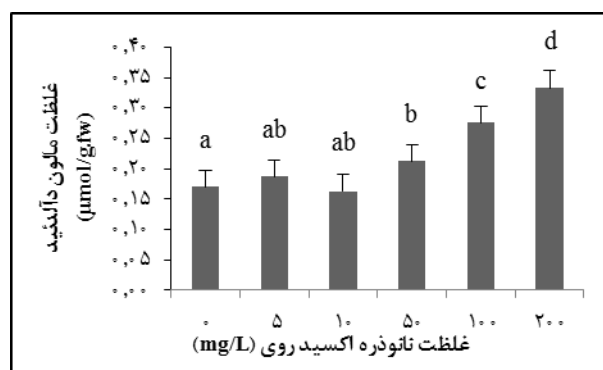 غلظت مالون دآلدئید
(µmol/g.fw)
۰,۴۰
۰,۳۵
۰,۳۰
۰,۲۵
۰,۲۰
۰,۱۵
۰,۱۰
۰,۰۵
۰,۰۰
a
ab
ab
b
c
d
۰
۵
۱۰
۵۰
۱۰۰
۲۰۰
غلظت نانوذره اکسید روی (mg/L)